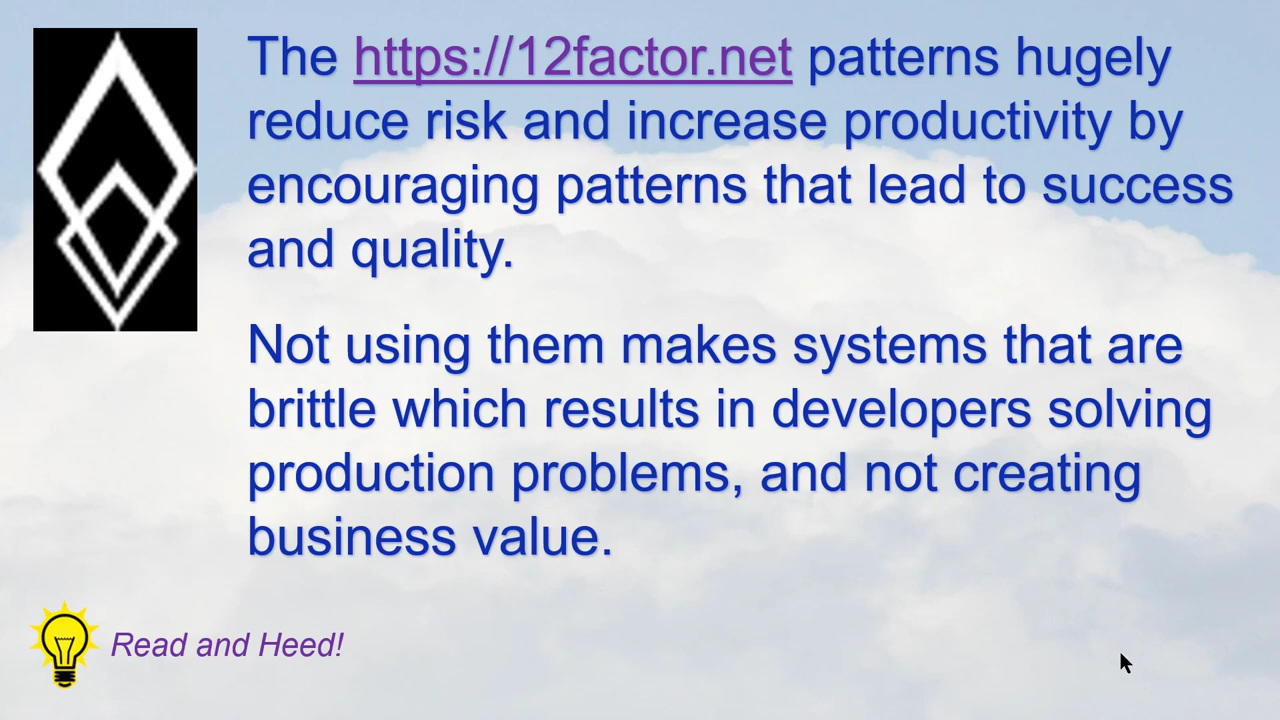 The https://12factor.net patterns hugely
reduce risk and increase productivity by
encouraging patterns that lead to success
and quality.
Not using them makes systems that are
brittle which results in developers solving
production problems, and not creating
business value.
Read and Heed!